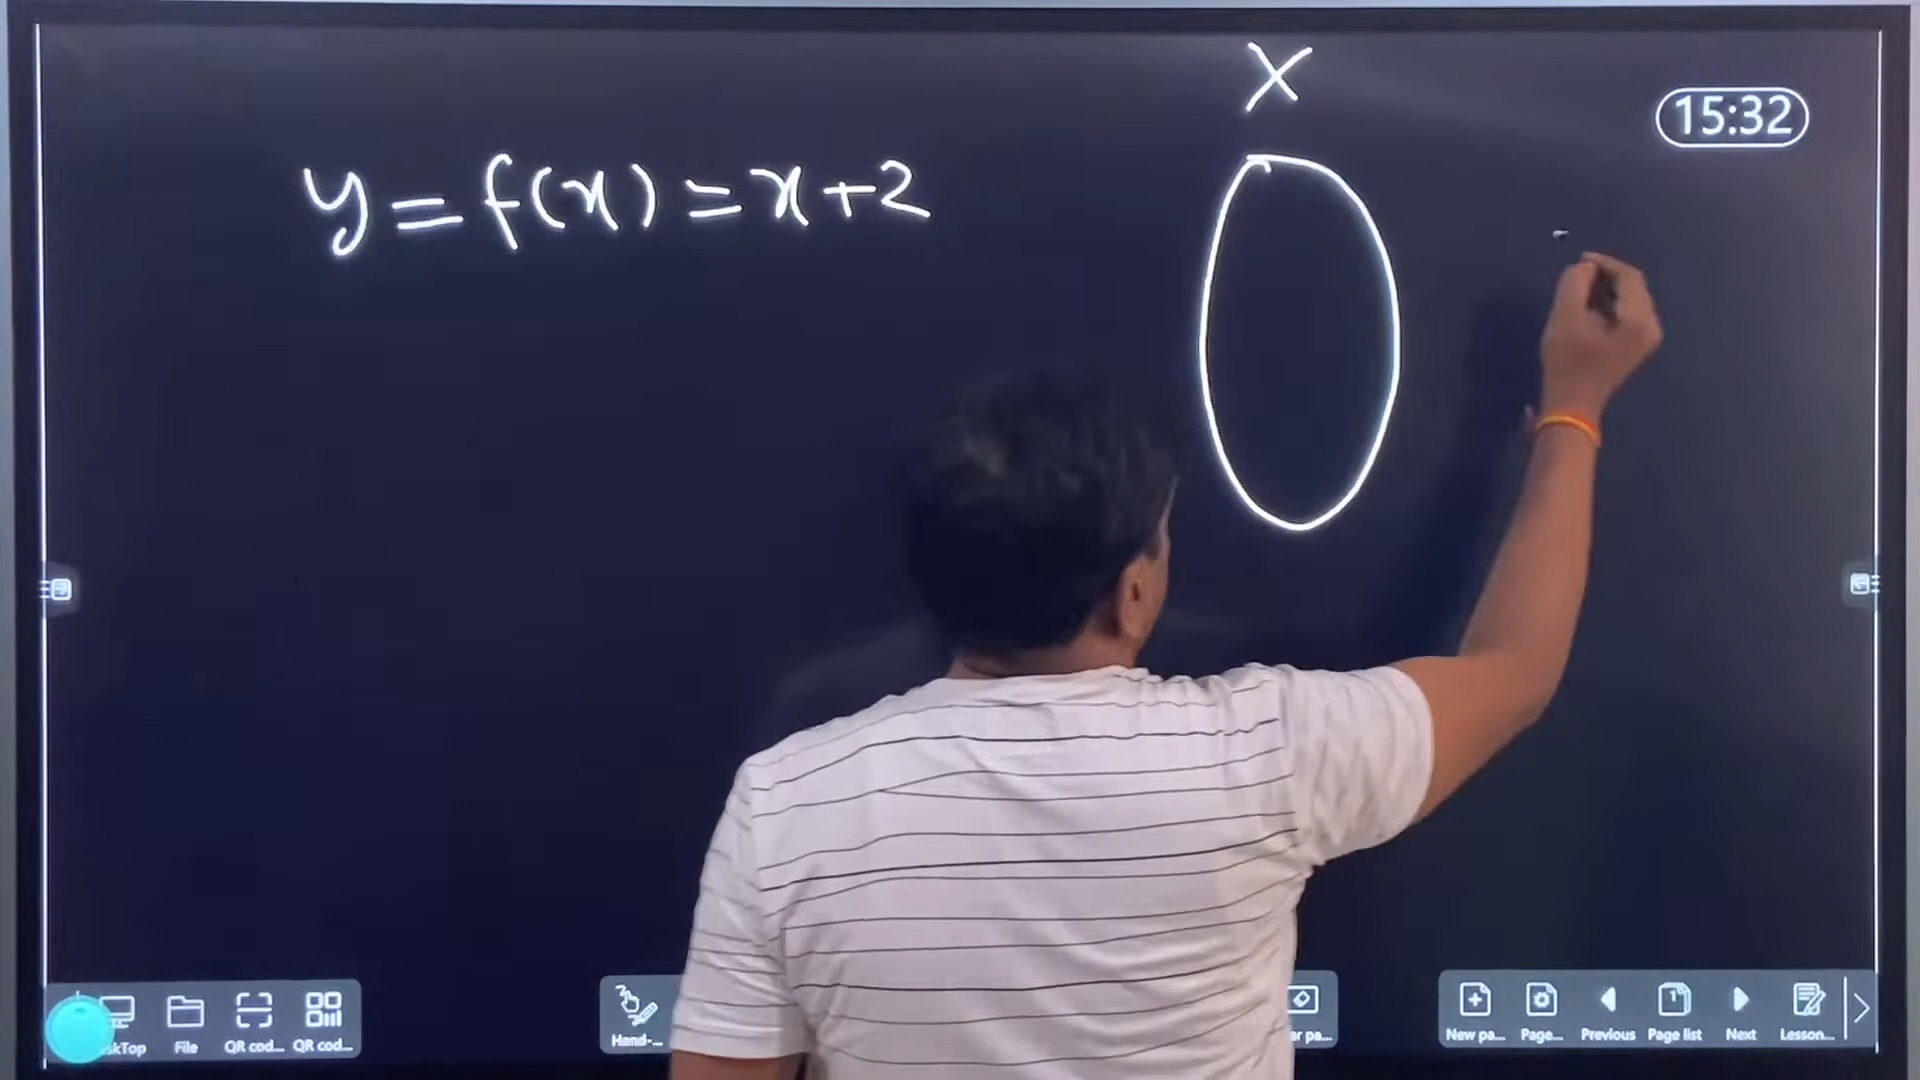 X
15:32
y = f(x) = x+2
File
QR cod...
QR cod...
Hand-...
New pa...
Page...
Previous
Page list
Next
Lesson...